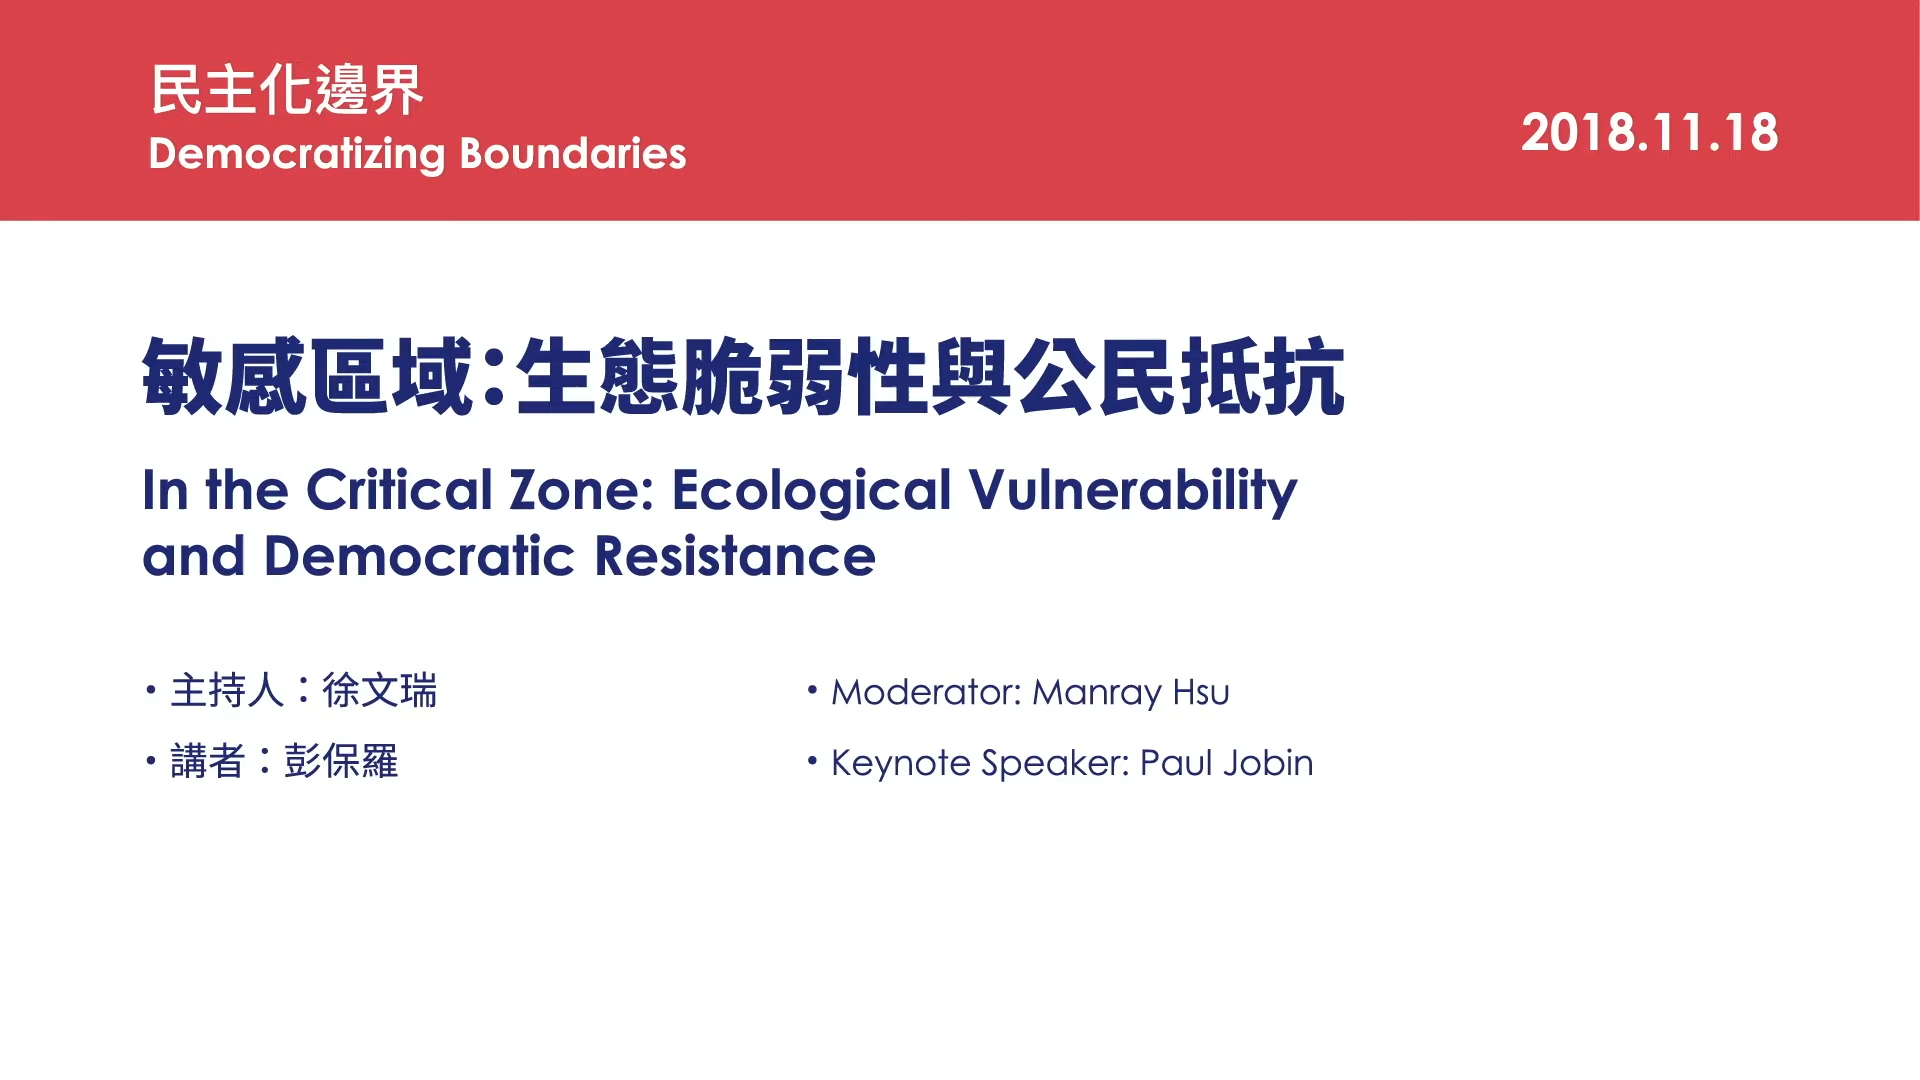 民主化邊界
Democratizing Boundaries
2018.11.18
敏感區域：生態脆弱性與公民抵抗
In the Critical Zone: Ecological Vulnerability
and Democratic Resistance
• 主持人：徐文瑞
• 講者：彭保羅
• Moderator: Manray Hsu
• Keynote Speaker: Paul Jobin